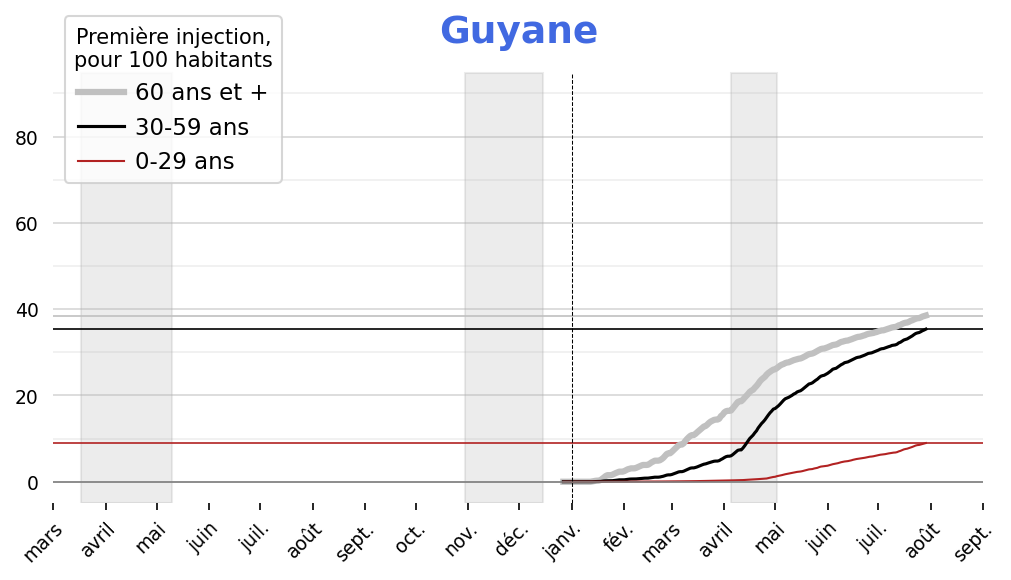 Guyane
Première injection,
pour 100 habitants
60 ans et +
30-59 ans
0-29 ans
80
60
40
20
0
mars avril mai juin juil. août sept. oct. nov. déc. janv. fév. mars avril mai juin juil. août sept.